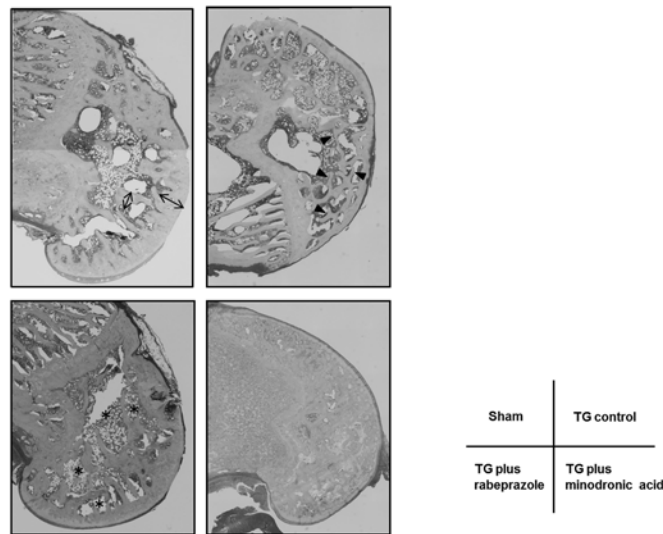 Sham
TG control
TG plus
rabeprazole
TG plus
minodronic acid